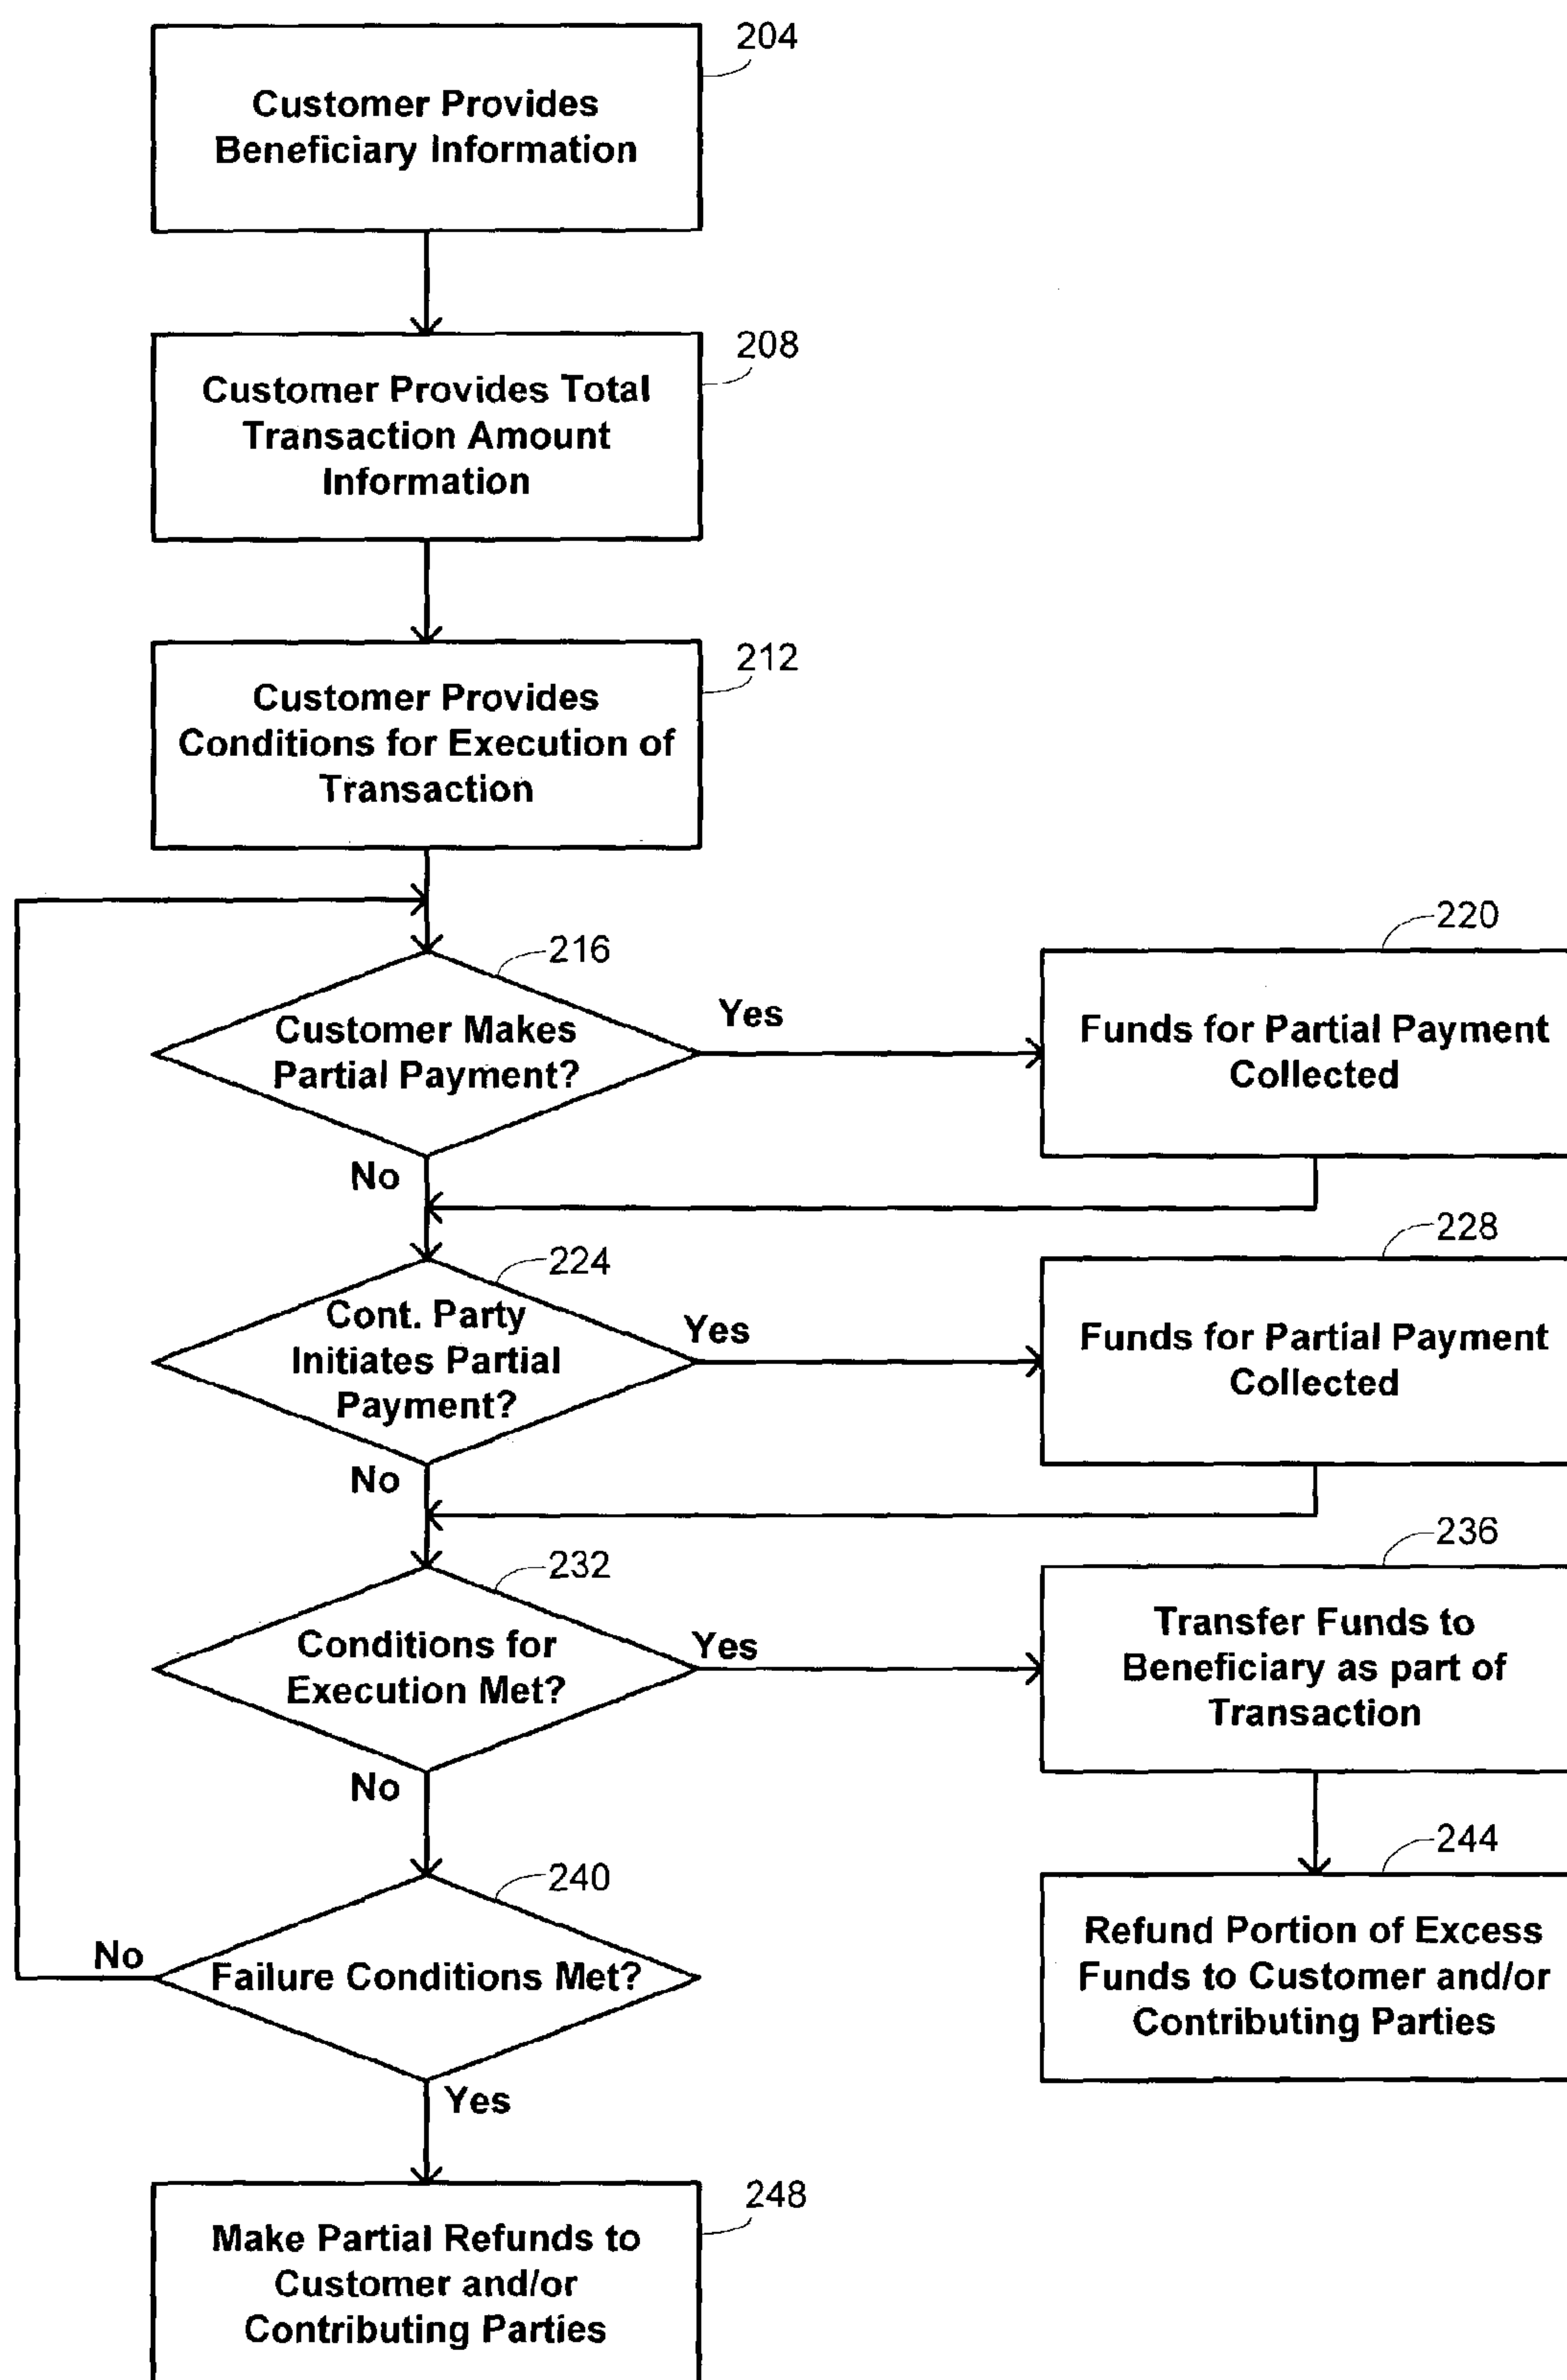 204
Customer Provides
Beneficiary Information
208
Customer Provides Total
Transaction Amount
Information
212
Customer Provides
Conditions for Execution of
Transaction
216
Customer Makes
Partial Payment?
Yes
No
220
Funds for Partial Payment
Collected
224
Cont. Party
Initiates Partial
Payment?
Yes
No
228
Funds for Partial Payment
Collected
232
Conditions for
Execution Met?
Yes
No
236
Transfer Funds to
Beneficiary as part of
Transaction
240
Failure Conditions Met?
No
Yes
244
Refund Portion of Excess
Funds to Customer and/or
Contributing Parties
248
Make Partial Refunds to
Customer and/or
Contributing Parties